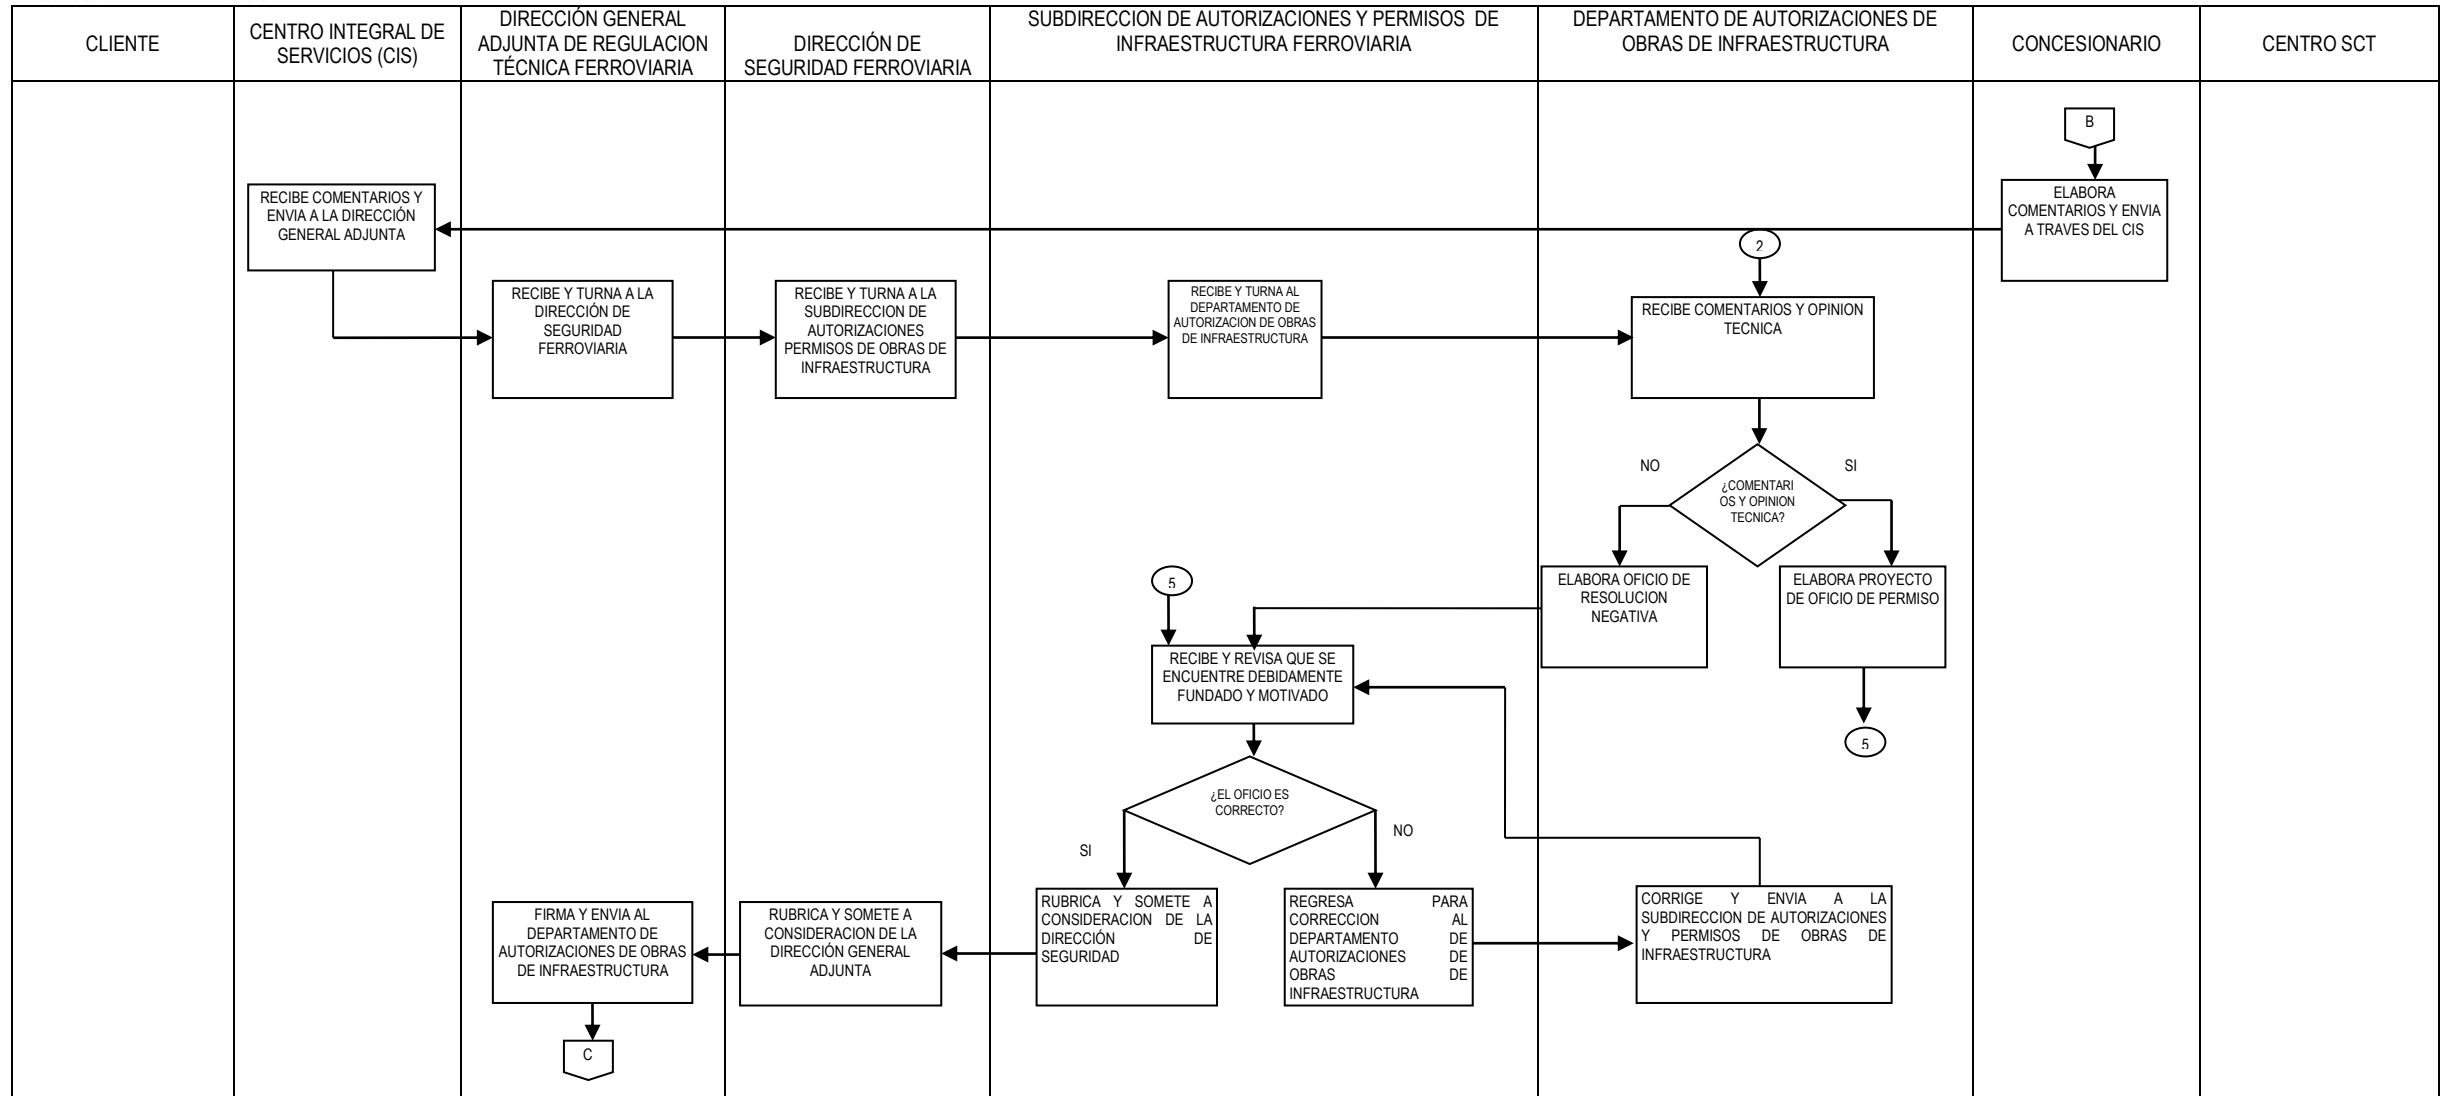 CLIENTE
CENTRO INTEGRAL DE
SERVICIOS (CIS)
DIRECCIÓN GENERAL
ADJUNTA DE REGULACION
TÉCNICA FERROVIARIA
DIRECCIÓN DE
SEGURIDAD FERROVIARIA
SUBDIRECCION DE AUTORIZACIONES Y PERMISOS DE
INFRAESTRUCTURA FERROVIARIA
DEPARTAMENTO DE AUTORIZACIONES DE
OBRAS DE INFRAESTRUCTURA
CONCESIONARIO
CENTRO SCT
B
ELABORA
COMENTARIOS Y ENVIA
A TRAVES DEL CIS
RECIBE COMENTARIOS Y
ENVIA A LA DIRECCIÓN
GENERAL ADJUNTA
2
RECIBE Y TURNA A LA
DIRECCIÓN DE
SEGURIDAD
FERROVIARIA
RECIBE Y TURNA A LA
SUBDIRECCION DE
AUTORIZACIONES
PERMISOS DE OBRAS DE
INFRAESTRUCTURA
RECIBE Y TURNA AL
DEPARTAMENTO DE
AUTORIZACION DE OBRAS
DE INFRAESTRUCTURA
RECIBE COMENTARIOS Y OPINION
TECNICA
NO
SI
¿COMENTARI
OS Y OPINION
TECNICA?
5
ELABORA OFICIO DE
RESOLUCION
NEGATIVA
ELABORA PROYECTO
DE OFICIO DE PERMISO
RECIBE Y REVISA QUE SE
ENCUENTRE DEBIDAMENTE
FUNDADO Y MOTIVADO
5
¿EL OFICIO ES
CORRECTO?
SI
NO
FIRMA Y ENVIA AL
DEPARTAMENTO DE
AUTORIZACIONES DE OBRAS
DE INFRAESTRUCTURA
RUBRICA Y SOMETE A
CONSIDERACION DE LA
DIRECCIÓN GENERAL
ADJUNTA
RUBRICA Y SOMETE A
CONSIDERACION DE LA
DIRECCIÓN DE
SEGURIDAD
REGRESA PARA
CORRECCION AL
DEPARTAMENTO DE
AUTORIZACIONES DE
OBRAS DE
INFRAESTRUCTURA
CORRIGE Y ENVIA A LA
SUBDIRECCION DE AUTORIZACIONES
Y PERMISOS DE OBRAS DE
INFRAESTRUCTURA
C